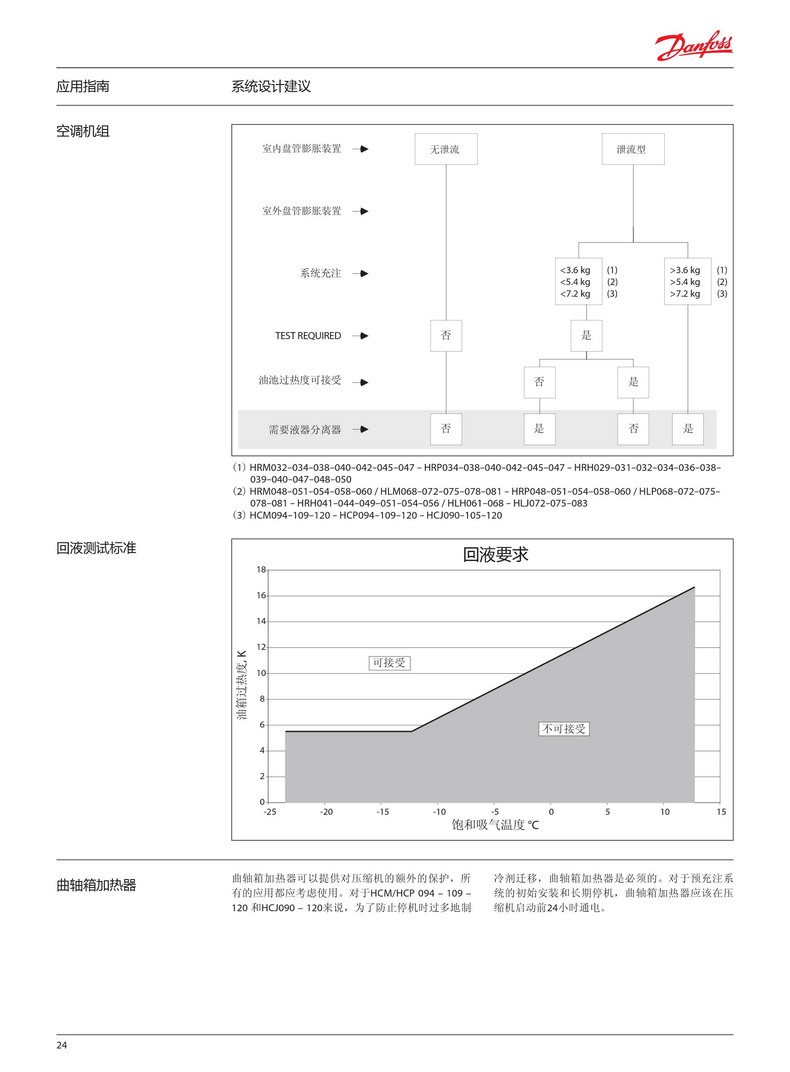 Danfoss
应用指南
系统设计建议
空调机组
室内盘管膨胀装置
无泄流
泄流型
室外盘管膨胀装置
系统充注
<3.6 kg (1)
<5.4 kg (2)
<7.2 kg (3)
>3.6 kg (1)
>5.4 kg (2)
>7.2 kg (3)
TEST REQUIRED
否
是
油池过热度可接受
否
是
需要液器分离器
否
是
否
是
(1) HRM032–034–038–040–042–045–047 – HRP034–038–040–042–045–047 – HRH029–031–032–034–036–038–
039–040–047–048–050
(2) HRM048–051–054–058–060 / HLM068–072–075–078–081 – HRP048–051–054–058–060 / HLP068–072–075–
078–081 – HRH041–044–049–051–054–056 / HLH061–068 – HLJ072–075–083
(3) HCM094–109–120 – HCP094–109–120 – HCJ090–105–120
回液测试标准
回液要求
18
16
14
12
10
8
6
4
2
0
油箱过热度, K
可接受
不可接受
-25 -20 -15 -10 -5 0 5 10 15
饱和吸气温度 °C
曲轴箱加热器
曲轴箱加热器可以提供对压缩机的额外的保护，所
有的应用都应考虑使用。对于HCM/HCP 094 – 109 –
120 和HCJ090 – 120来说，为了防止停机时过多地制
冷剂迁移，曲轴箱加热器是必须的。对于预充注系
统的初始安装和长期停机，曲轴箱加热器应该在压
缩机启动前24小时通电。
24